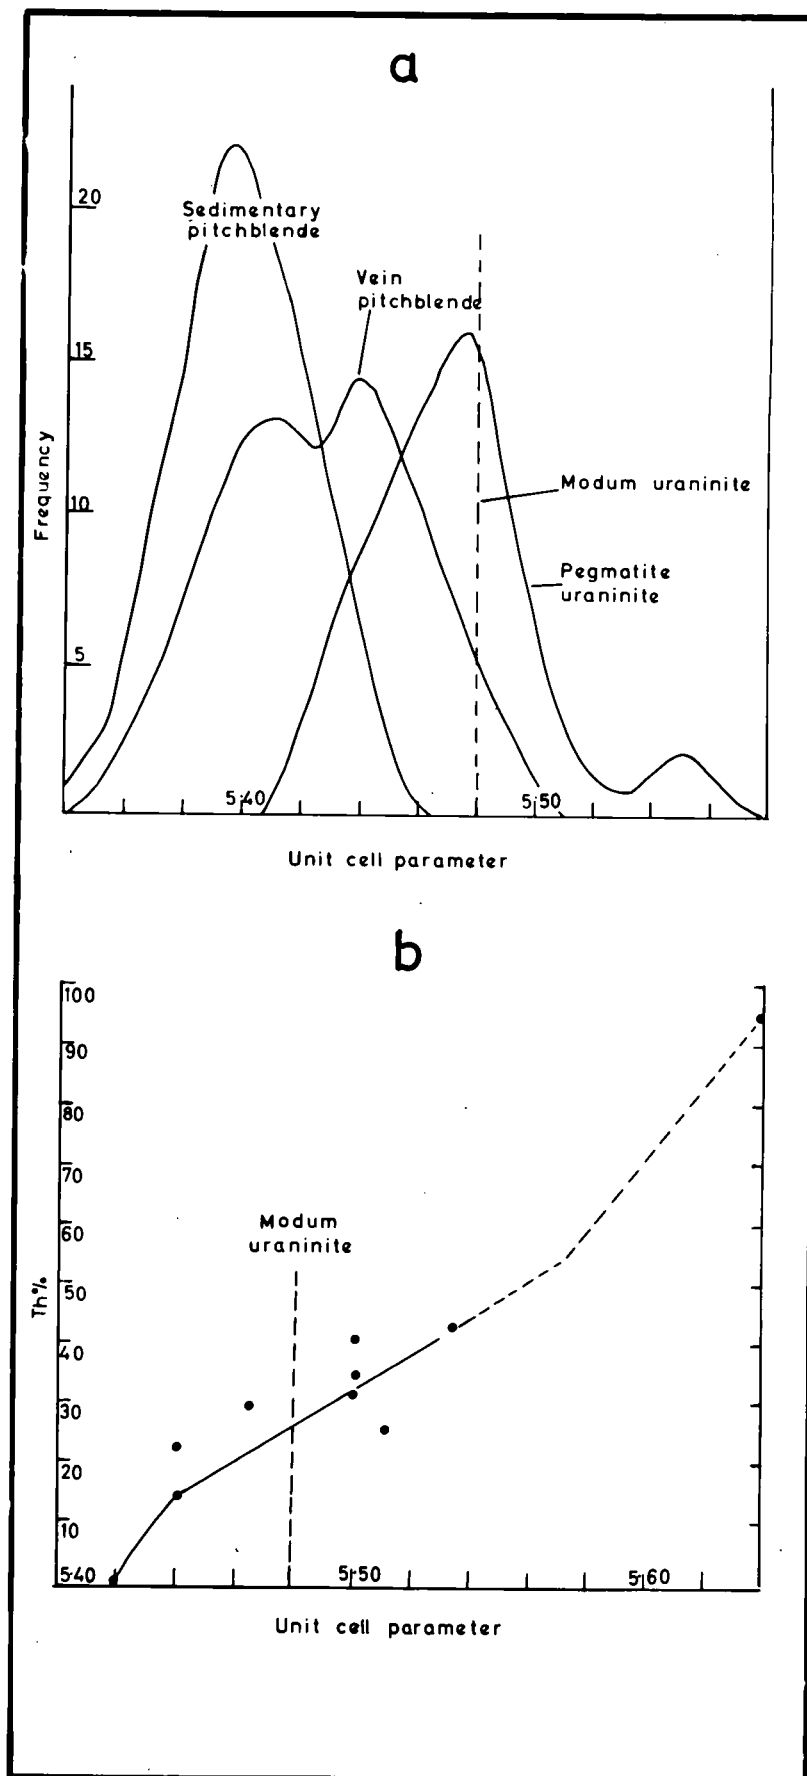 a
20
Sedimentary
pitchblende
Vein
pitchblende
15
Frequency
10
Modum uraninite
Pegmatite
uraninite
5
5·40
5·50
Unit cell parameter
b
100
90
80
70
60
Modum
uraninite
50
Th%
40
30
20
10
5·40
5·50
5·60
Unit cell parameter